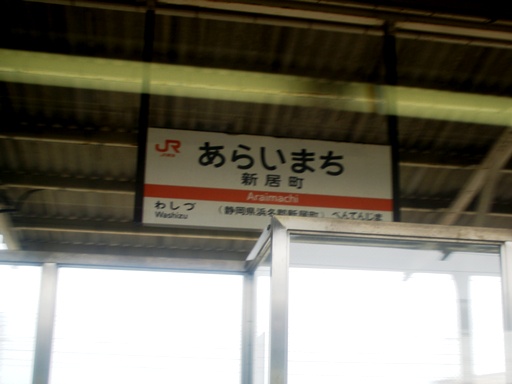 JR
あらいまち
新居町
Araimachi
わしづ
Washizu
(静岡県浜名郡新居町)
べんてんじま